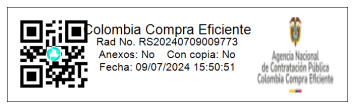 Colombia Compra Eficiente
Rad No. RS20240709009773
Anexos: No Con copia: No
Fecha: 09/07/2024 15:50:51
Agencia Nacional
de Contratación Pública
Colombia Compra Eficiente